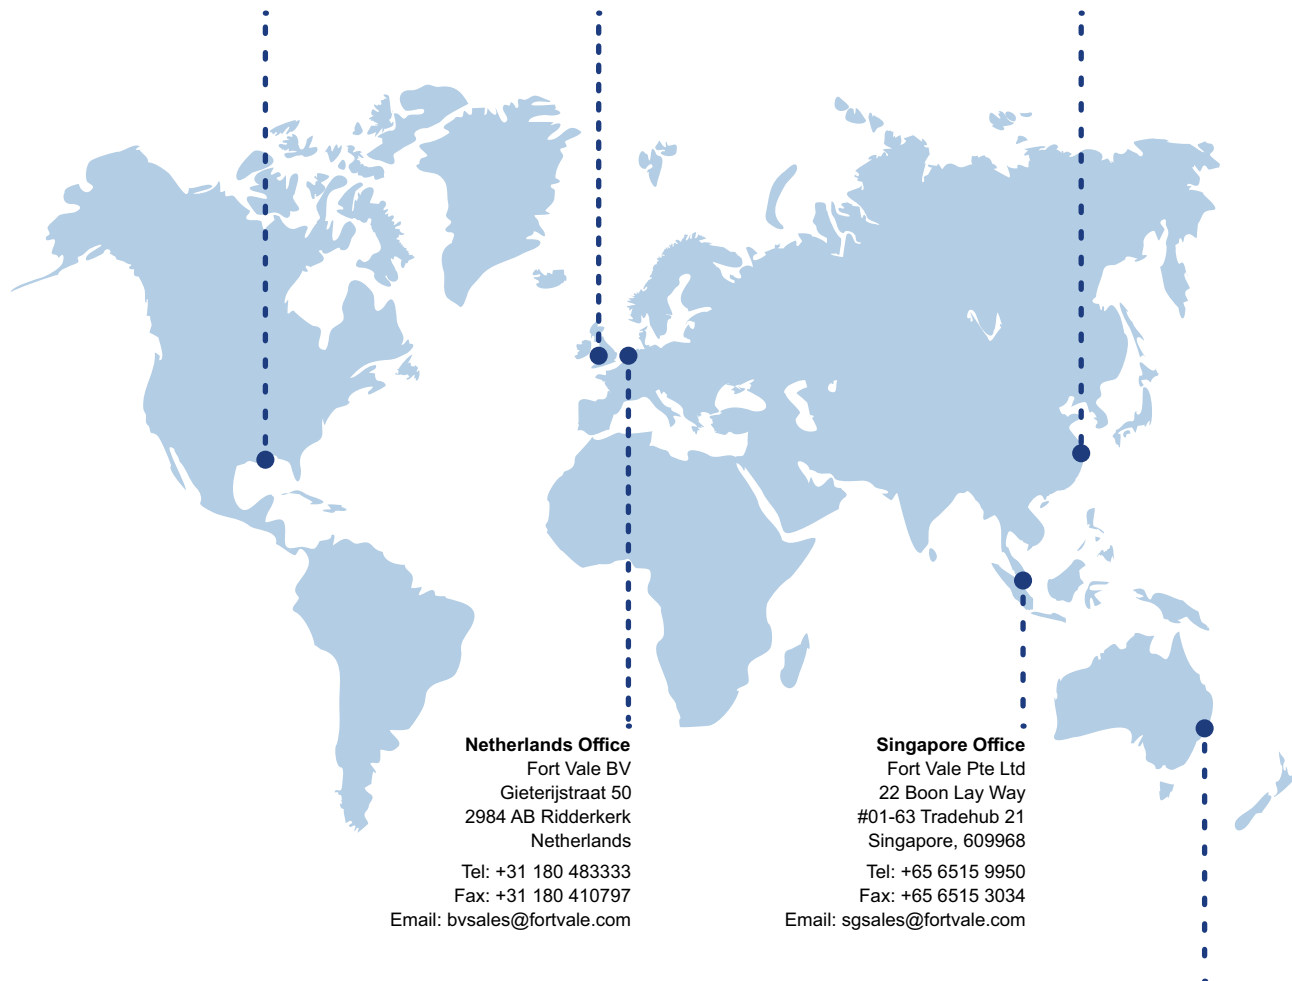 Netherlands Office
Fort Vale BV
Gieterijstraat 50
2984 AB Ridderkerk
Netherlands
Tel: +31 180 483333
Fax: +31 180 410797
Email: bvsales@fortvale.com
Singapore Office
Fort Vale Pte Ltd
22 Boon Lay Way
#01-63 Tradehub 21
Singapore, 609968
Tel: +65 6515 9950
Fax: +65 6515 3034
Email: sgsales@fortvale.com